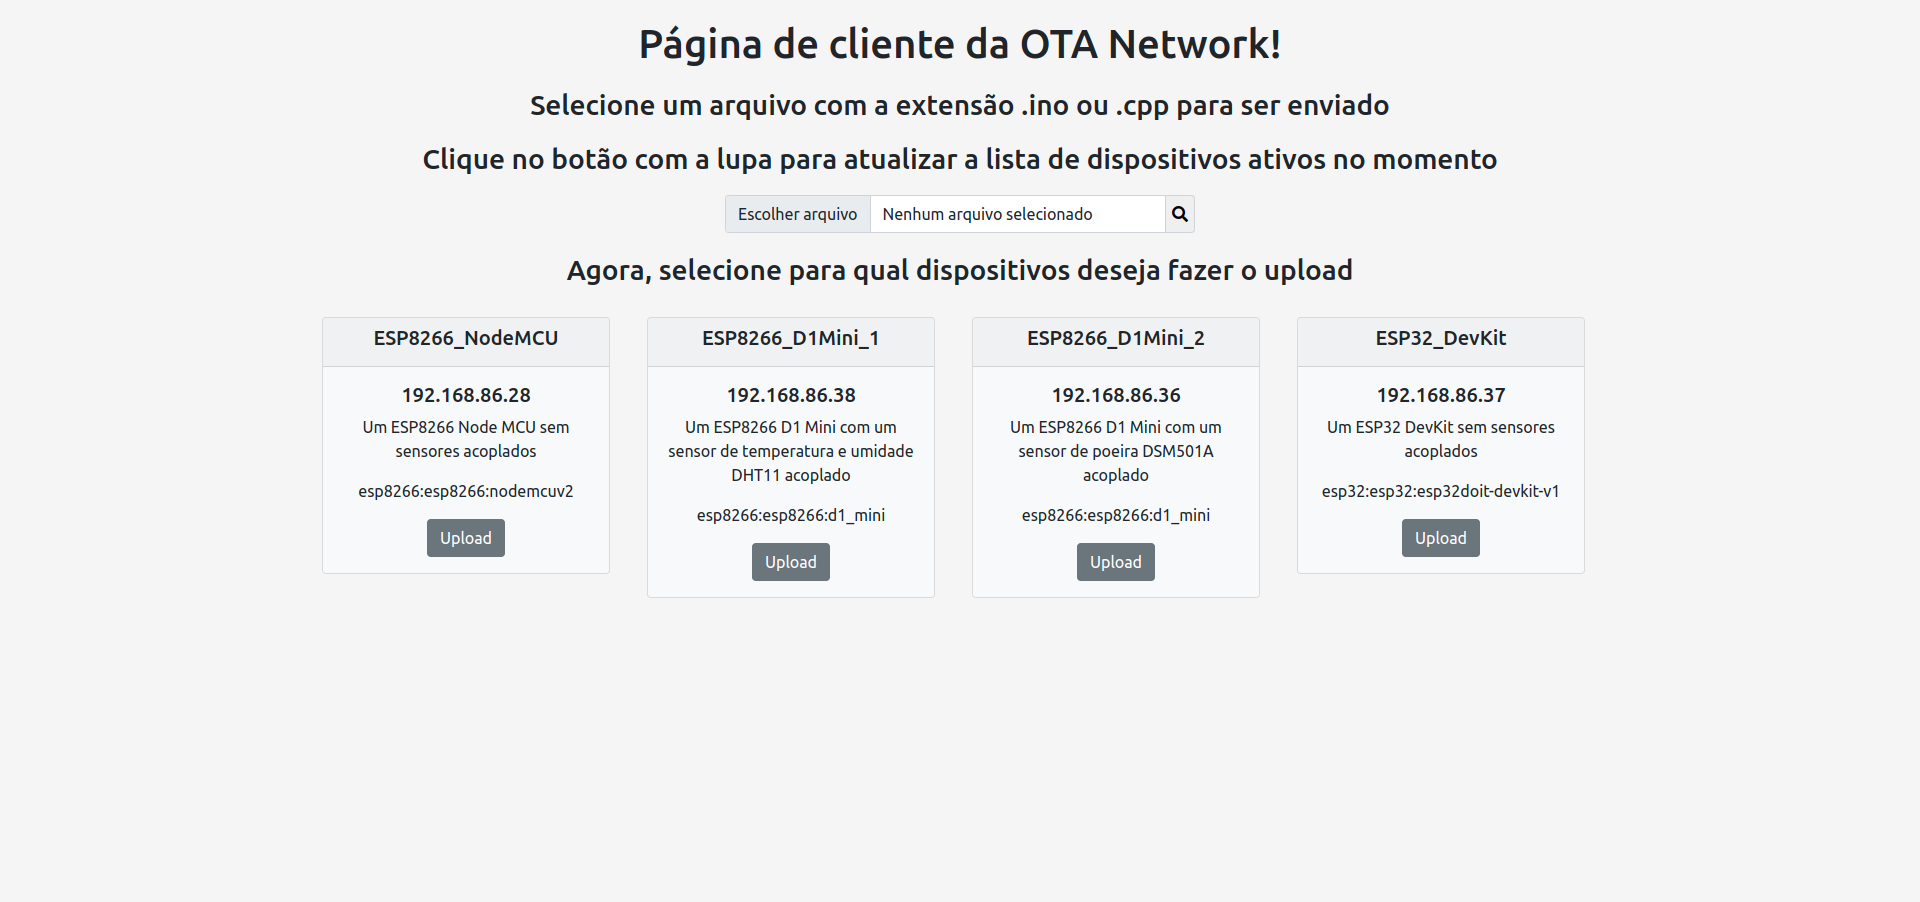 Página de cliente da OTA Network!
Selecione um arquivo com a extensão .ino ou .cpp para ser enviado
Clique no botão com a lupa para atualizar a lista de dispositivos ativos no momento
Escolher arquivo
Nenhum arquivo selecionado
Agora, selecione para qual dispositivos deseja fazer o upload
ESP8266_NodeMCU
192.168.86.28
Um ESP8266 Node MCU sem
sensores acoplados
esp8266:esp8266:nodemcuv2
Upload
ESP8266_D1Mini_1
192.168.86.38
Um ESP8266 D1 Mini com um
sensor de temperatura e umidade
DHT11 acoplado
esp8266:esp8266:d1_mini
Upload
ESP8266_D1Mini_2
192.168.86.36
Um ESP8266 D1 Mini com um
sensor de poeira DSM501A
acoplado
esp8266:esp8266:d1_mini
Upload
ESP32_DevKit
192.168.86.37
Um ESP32 DevKit sem sensores
acoplados
esp32:esp32:esp32doit-devkit-v1
Upload